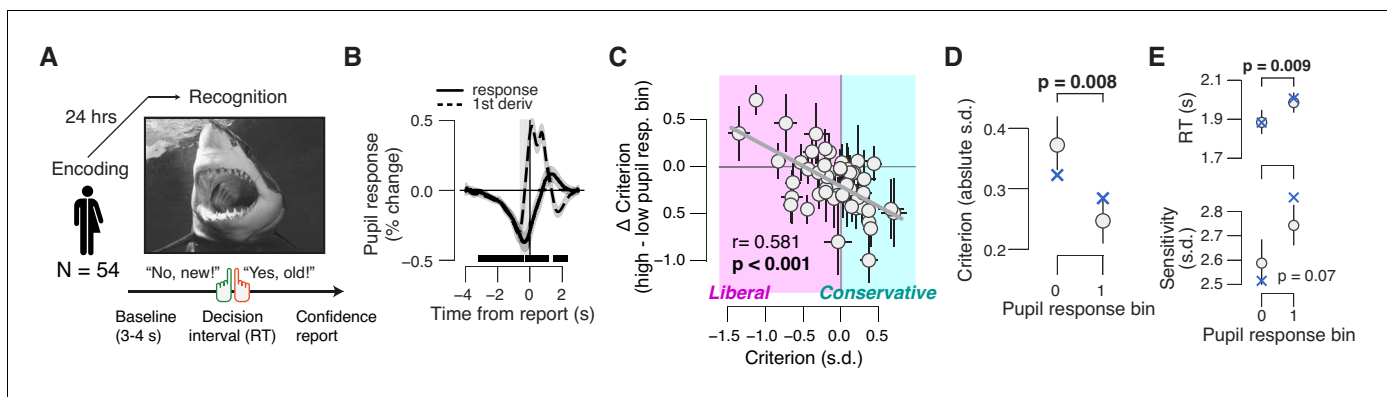 A
24 hrs
Recognition
Encoding
N = 54
“No, new!”
“Yes, old!”
Baseline
(3-4 s)
Decision
interval (RT)
Confidence
report
B
response
1st deriv
Pupil response
(% change)
0.5
0.0
−0.5
−4
−2
0
2
Time from report (s)
C
Δ Criterion
(high - low pupil resp. bin)
0.5
0.0
0.5
−1.0
r= 0.581
p < 0.001
Liberal
Conservative
−1.5
−1.0
−0.5
0.0
0.5
Criterion (s.d.)
D
p = 0.008
Criterion (absolute s.d.)
0.4
0.3
0.2
0
1
Pupil response bin
E
p = 0.009
RT (s)
2.1
1.9
1.7
Sensitivity
(s.d.)
2.8
2.7
2.6
2.5
p = 0.07
0
1
Pupil response bin